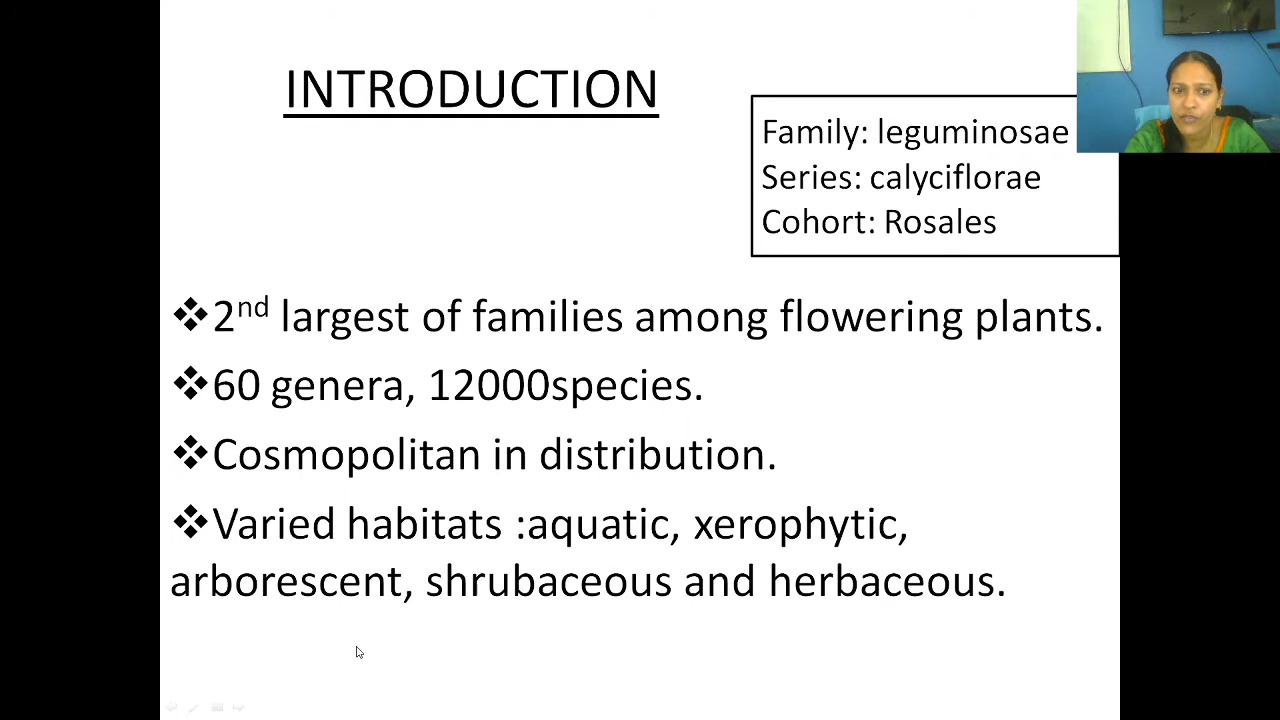 INTRODUCTION
Family: leguminosae
Series: calyciflorae
Cohort: Rosales
❖2nd largest of families among flowering plants.
❖60 genera, 12000species.
❖Cosmopolitan in distribution.
❖Varied habitats :aquatic, xerophytic,
arborescent, shrubaceous and herbaceous.